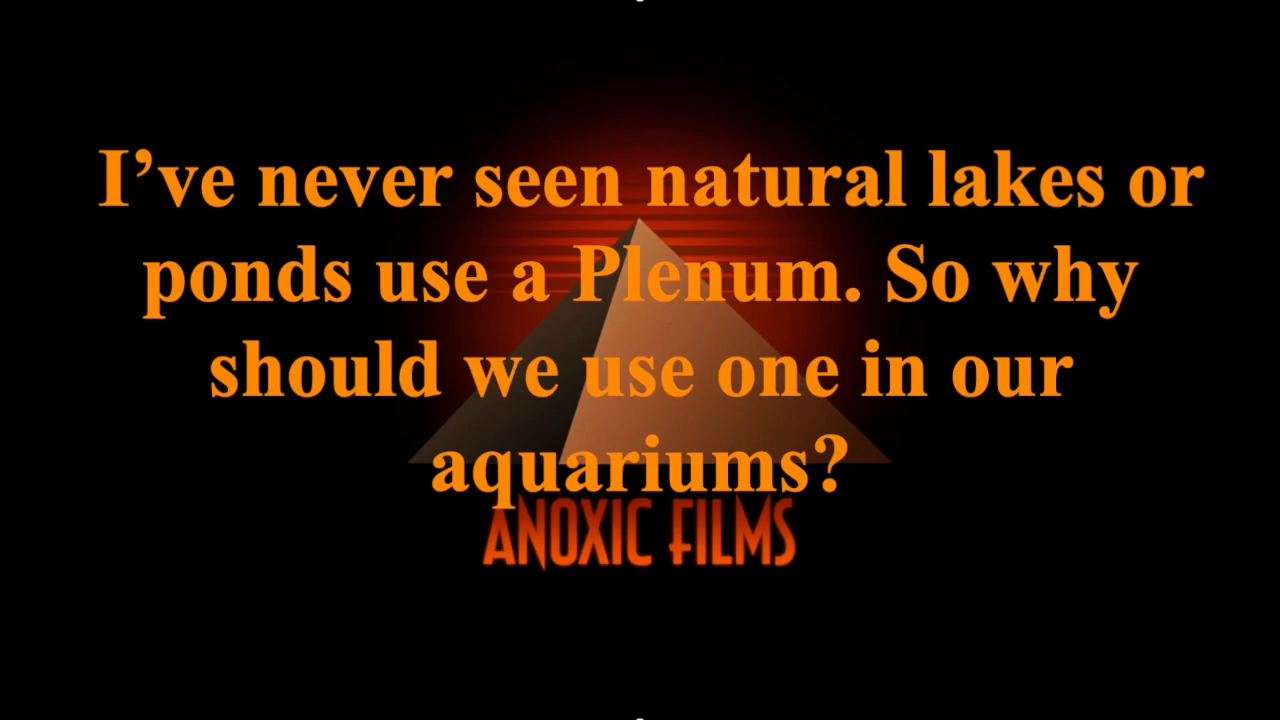 I’ve never seen natural lakes or
ponds use a Plenum. So why
should we use one in our
aquariums?
ANOXIC FILMS